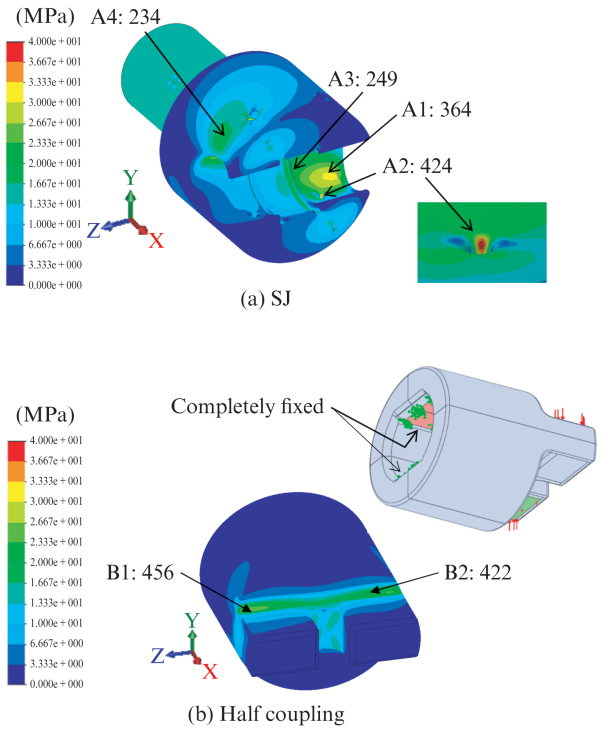 (MPa)
4.000e + 001
3.667e + 001
3.333e + 001
3.000e + 001
2.667e + 001
2.333e + 001
2.000e + 001
1.667e + 001
1.333e + 001
1.000e + 001
6.667e + 000
3.333e + 000
0.000e + 000
A4: 234
A3: 249
A1: 364
A2: 424
Y
Z
X
(a) SJ
(MPa)
4.000e + 001
3.667e + 001
3.333e + 001
3.000e + 001
2.667e + 001
2.333e + 001
2.000e + 001
1.667e + 001
1.333e + 001
1.000e + 001
6.667e + 000
3.333e + 000
0.000e + 000
Completely fixed
B1: 456
B2: 422
Y
Z
X
(b) Half coupling